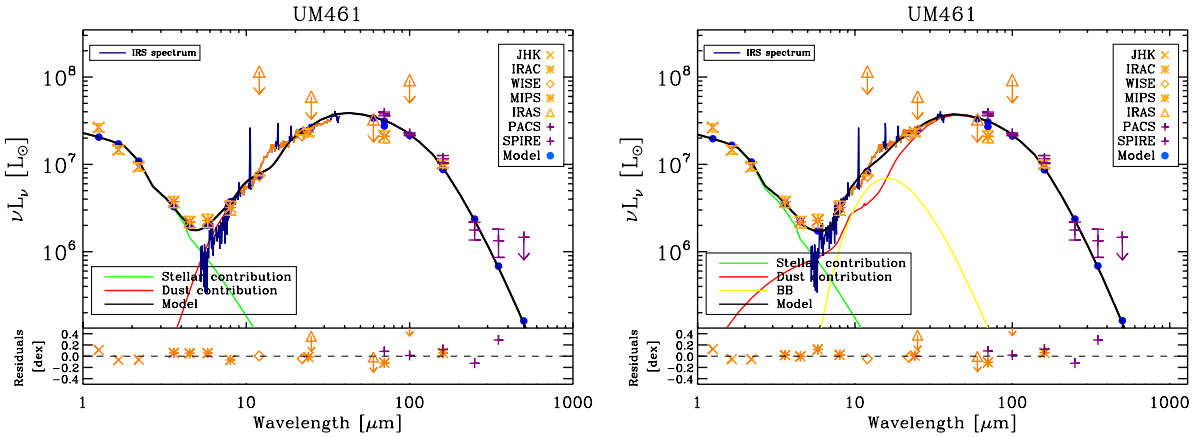 UM461
IRS spectrum
JHK
IRAC
WISE
MIPS
IRAS
PACS
SPIRE
Model
10^8
10^7
10^6
νL_ν [L_⊙]
Stellar contribution
Dust contribution
Model
Residuals
[dex]
0.4
0.2
0.0
-0.2
-0.4
1
10
100
1000
Wavelength [μm]
UM461
IRS spectrum
JHK
IRAC
WISE
MIPS
IRAS
PACS
SPIRE
Model
10^8
10^7
10^6
νL_ν [L_⊙]
Stellar contribution
Dust contribution
BB
Model
Residuals
[dex]
0.4
0.2
0.0
-0.2
-0.4
1
10
100
1000
Wavelength [μm]